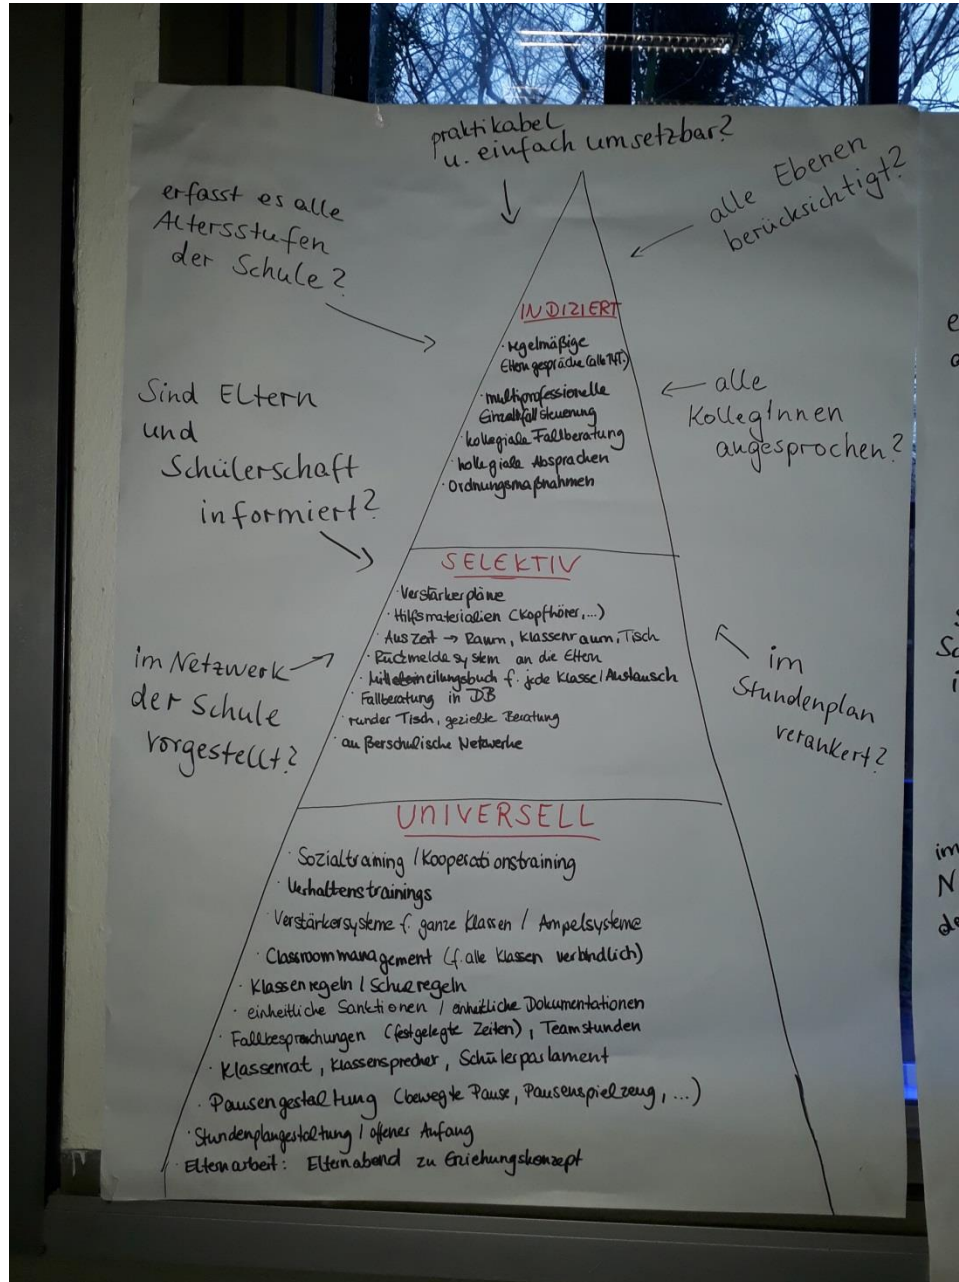 praktikabel
u. einfach umsetzbar?
erfasst es alle
Altersstufen
der Schule?
alle Ebenen
berücksichtigt?
INDIZIERT
· regelmäßige
Elterngespräche (alle
· multiprofessionelle
Einzelfallsteuerung
· kollegiale Fallberatung
· kollegiale Absprachen
· Ordnungsmaßnahmen
Sind Eltern
und
Schülerschaft
informiert?
alle
KollegInnen
angesprochen?
SELEKTIV
· Verstärkerpläne
· Hilfsmaterialien (Kopfhörer,...)
· Auszeit → Raum, Klassenraum, Tisch
· Rückmeldesystem an die Eltern
· f. jede Klasse / Austausch
· Fallberatung in DB
· runder Tisch, gezielte Beratung
· außerschulische Netzwerke
im Netzwerk
der Schule
vorgestellt?
im
Stundenplan
verankert?
UNIVERSELL
· Sozialtraining / Kooperationstraining
· Verhaltenstrainings
· Verstärkersysteme f. ganze Klassen / Ampelsysteme
· Classroommanagement (f. alle Klassen verbindlich)
· Klassenregeln / Schulregeln
· einheitliche Sanktionen / einheitliche Dokumentationen
· Fallbesprechungen (festgelegte Zeiten), Teamstunden
· Klassenrat, Klassensprecher, Schülerparlament
· Pausengestaltung (bewegte Pause, Pausenspielzeug, ...)
· Stundenplangestaltung / offener Anfang
· Elternarbeit: Elternabend zu Erziehungskonzept